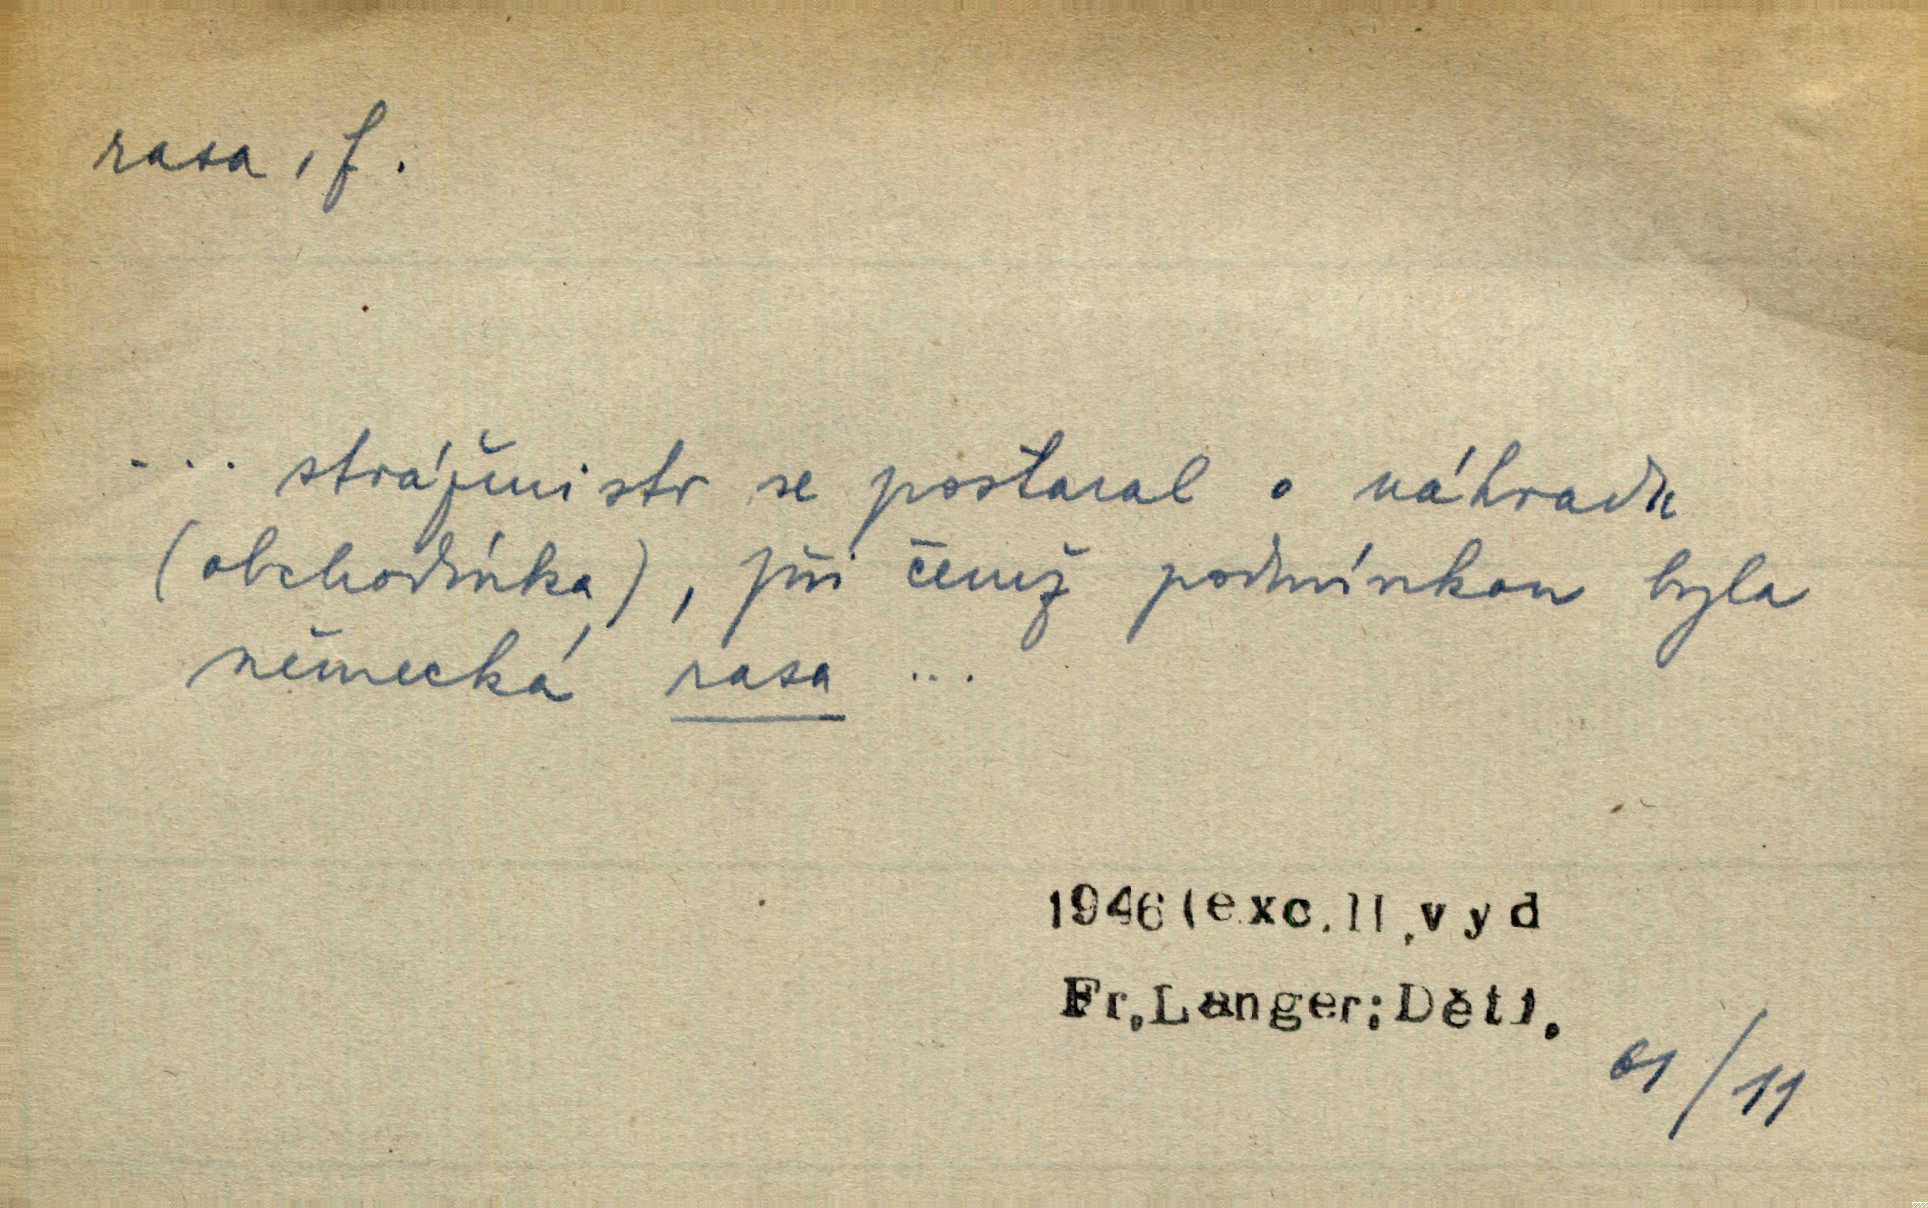 rasa, f.
... strážmistr se postaral o náhradu
(obchodníka), při čemž podmínkou byla
německá rasa ...
1946 (exc. II. vyd
Fr. Langer: Děti.
61/11